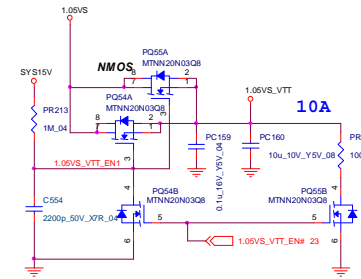 1.05VS
PQ55A
MTNN20N03Q8
NMOS
8
7
2
1
3
SYS15V
PQ54A
MTNN20N03Q8
8
7
2
1
3
1.05VS_VTT
10A
PR213
1M_04
PC159
0.1u_16V_Y5V_04
PC160
10u_10V_Y5V_08
PR
100
1.05VS_VTT_EN1
C554
2200p_50V_X7R_04
4
PQ54B
MTNN20N03Q8
5
6
4
PQ55B
MTNN20N03Q8
5
6
1.05VS_VTT_EN# 23